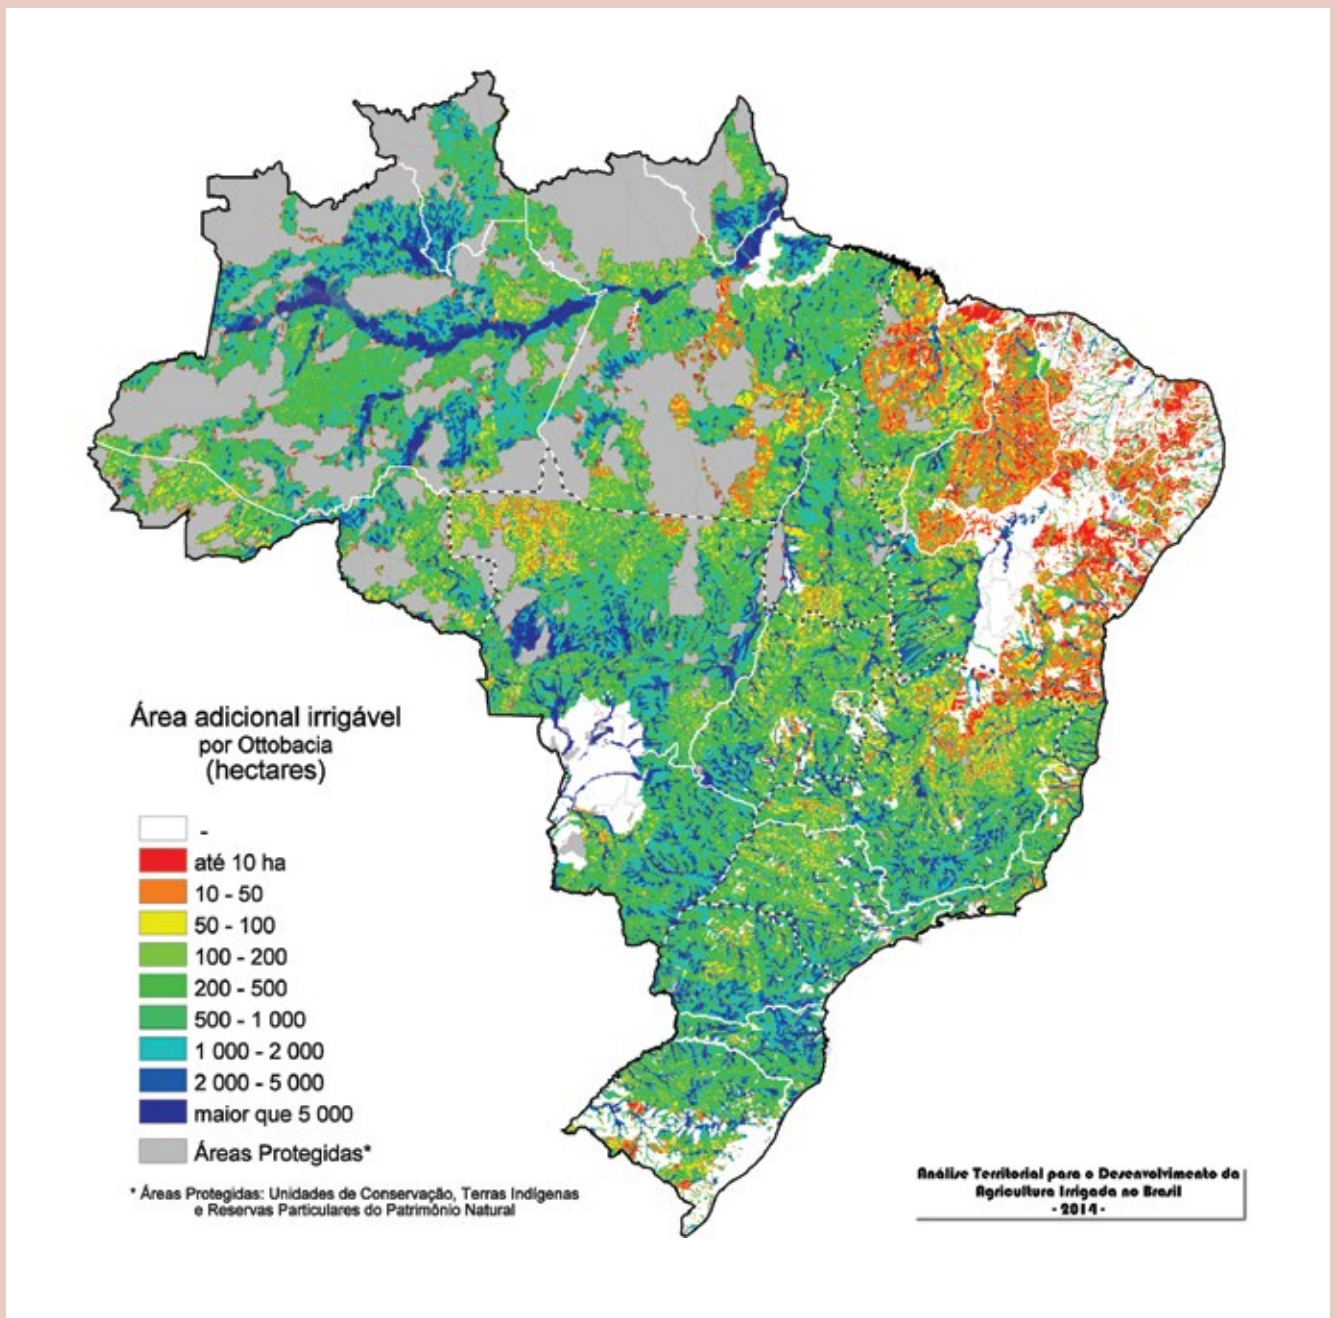 Área adicional irrigável
por Ottobacia
(hectares)
-
até 10 ha
10 - 50
50 - 100
100 - 200
200 - 500
500 - 1 000
1 000 - 2 000
2 000 - 5 000
maior que 5 000
Áreas Protegidas*
* Áreas Protegidas: Unidades de Conservação, Terras Indígenas
e Reservas Particulares do Patrimônio Natural
Análise Territorial para o Desenvolvimento da
Agricultura Irrigada no Brasil
- 2014 -